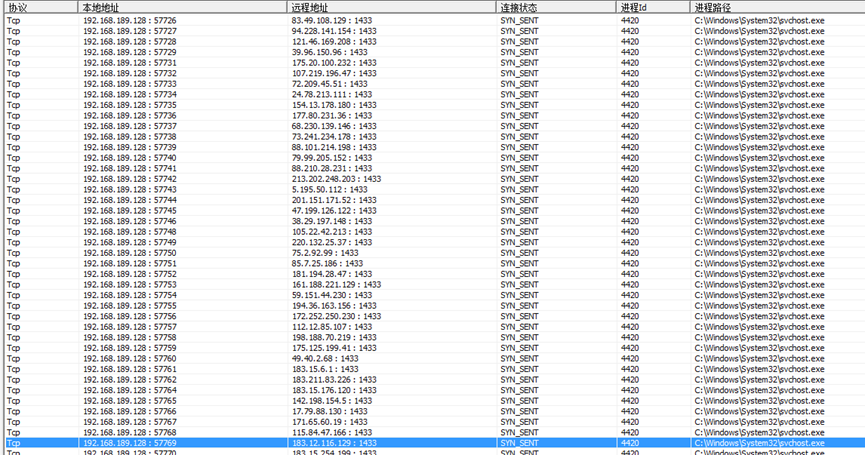 协议 本地地址 远程地址 连接状态 进程Id 进程路径
Tcp 192.168.189.128 : 57726 83.49.108.129 : 1433 SYN_SENT 4420 C:\Windows\System32\svchost.exe
Tcp 192.168.189.128 : 57727 94.228.141.154 : 1433 SYN_SENT 4420 C:\Windows\System32\svchost.exe
Tcp 192.168.189.128 : 57728 121.46.169.208 : 1433 SYN_SENT 4420 C:\Windows\System32\svchost.exe
Tcp 192.168.189.128 : 57729 39.96.150.96 : 1433 SYN_SENT 4420 C:\Windows\System32\svchost.exe
Tcp 192.168.189.128 : 57731 175.20.100.232 : 1433 SYN_SENT 4420 C:\Windows\System32\svchost.exe
Tcp 192.168.189.128 : 57732 107.219.196.47 : 1433 SYN_SENT 4420 C:\Windows\System32\svchost.exe
Tcp 192.168.189.128 : 57733 72.209.45.51 : 1433 SYN_SENT 4420 C:\Windows\System32\svchost.exe
Tcp 192.168.189.128 : 57734 24.78.213.111 : 1433 SYN_SENT 4420 C:\Windows\System32\svchost.exe
Tcp 192.168.189.128 : 57735 154.13.178.180 : 1433 SYN_SENT 4420 C:\Windows\System32\svchost.exe
Tcp 192.168.189.128 : 57736 177.80.231.36 : 1433 SYN_SENT 4420 C:\Windows\System32\svchost.exe
Tcp 192.168.189.128 : 57737 68.230.139.146 : 1433 SYN_SENT 4420 C:\Windows\System32\svchost.exe
Tcp 192.168.189.128 : 57738 73.241.234.178 : 1433 SYN_SENT 4420 C:\Windows\System32\svchost.exe
Tcp 192.168.189.128 : 57739 88.101.214.198 : 1433 SYN_SENT 4420 C:\Windows\System32\svchost.exe
Tcp 192.168.189.128 : 57740 79.99.205.152 : 1433 SYN_SENT 4420 C:\Windows\System32\svchost.exe
Tcp 192.168.189.128 : 57741 88.210.28.231 : 1433 SYN_SENT 4420 C:\Windows\System32\svchost.exe
Tcp 192.168.189.128 : 57742 213.202.248.203 : 1433 SYN_SENT 4420 C:\Windows\System32\svchost.exe
Tcp 192.168.189.128 : 57743 5.195.50.112 : 1433 SYN_SENT 4420 C:\Windows\System32\svchost.exe
Tcp 192.168.189.128 : 57744 201.151.171.52 : 1433 SYN_SENT 4420 C:\Windows\System32\svchost.exe
Tcp 192.168.189.128 : 57745 47.199.126.122 : 1433 SYN_SENT 4420 C:\Windows\System32\svchost.exe
Tcp 192.168.189.128 : 57746 38.29.197.148 : 1433 SYN_SENT 4420 C:\Windows\System32\svchost.exe
Tcp 192.168.189.128 : 57748 105.22.42.213 : 1433 SYN_SENT 4420 C:\Windows\System32\svchost.exe
Tcp 192.168.189.128 : 57749 220.132.25.37 : 1433 SYN_SENT 4420 C:\Windows\System32\svchost.exe
Tcp 192.168.189.128 : 57750 75.2.92.99 : 1433 SYN_SENT 4420 C:\Windows\System32\svchost.exe
Tcp 192.168.189.128 : 57751 85.7.25.186 : 1433 SYN_SENT 4420 C:\Windows\System32\svchost.exe
Tcp 192.168.189.128 : 57752 181.194.28.47 : 1433 SYN_SENT 4420 C:\Windows\System32\svchost.exe
Tcp 192.168.189.128 : 57753 161.188.221.129 : 1433 SYN_SENT 4420 C:\Windows\System32\svchost.exe
Tcp 192.168.189.128 : 57754 59.151.44.230 : 1433 SYN_SENT 4420 C:\Windows\System32\svchost.exe
Tcp 192.168.189.128 : 57755 194.36.163.156 : 1433 SYN_SENT 4420 C:\Windows\System32\svchost.exe
Tcp 192.168.189.128 : 57756 172.252.250.230 : 1433 SYN_SENT 4420 C:\Windows\System32\svchost.exe
Tcp 192.168.189.128 : 57757 112.12.85.107 : 1433 SYN_SENT 4420 C:\Windows\System32\svchost.exe
Tcp 192.168.189.128 : 57758 198.188.70.219 : 1433 SYN_SENT 4420 C:\Windows\System32\svchost.exe
Tcp 192.168.189.128 : 57759 175.125.199.41 : 1433 SYN_SENT 4420 C:\Windows\System32\svchost.exe
Tcp 192.168.189.128 : 57760 49.40.2.68 : 1433 SYN_SENT 4420 C:\Windows\System32\svchost.exe
Tcp 192.168.189.128 : 57761 183.15.6.1 : 1433 SYN_SENT 4420 C:\Windows\System32\svchost.exe
Tcp 192.168.189.128 : 57762 183.211.83.226 : 1433 SYN_SENT 4420 C:\Windows\System32\svchost.exe
Tcp 192.168.189.128 : 57764 183.15.176.120 : 1433 SYN_SENT 4420 C:\Windows\System32\svchost.exe
Tcp 192.168.189.128 : 57765 142.198.154.5 : 1433 SYN_SENT 4420 C:\Windows\System32\svchost.exe
Tcp 192.168.189.128 : 57766 17.79.88.130 : 1433 SYN_SENT 4420 C:\Windows\System32\svchost.exe
Tcp 192.168.189.128 : 57767 171.65.60.19 : 1433 SYN_SENT 4420 C:\Windows\System32\svchost.exe
Tcp 192.168.189.128 : 57768 115.84.47.166 : 1433 SYN_SENT 4420 C:\Windows\System32\svchost.exe
Tcp 192.168.189.128 : 57769 183.12.116.129 : 1433 SYN_SENT 4420 C:\Windows\System32\svchost.exe
Tcp 192.168.189.128 : 57770 183.15.254.199 : 1433 SYN_SENT 4420 C:\Windows\System32\svchost.exe